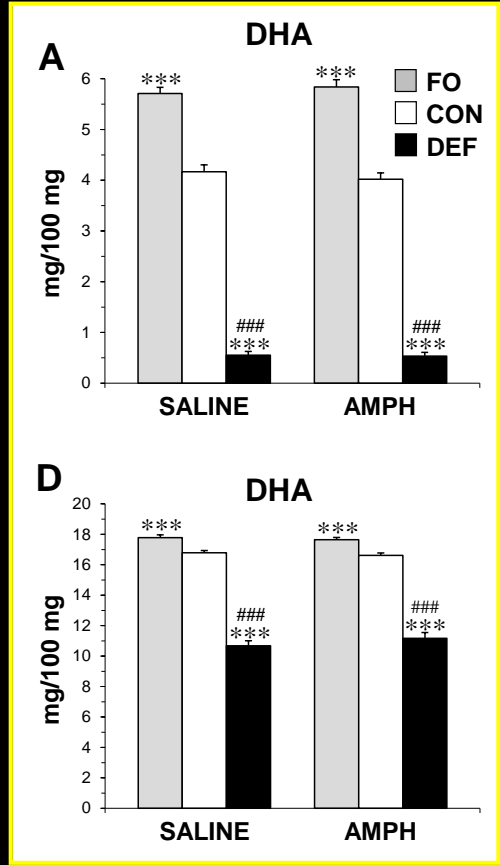 A
DHA
FO
CON
DEF
mg/100 mg
6
5
4
3
2
1
0
***
***
###
***
###
***
SALINE AMPH
D
DHA
mg/100 mg
20
18
16
14
12
10
8
6
4
2
0
***
***
###
***
###
***
SALINE AMPH